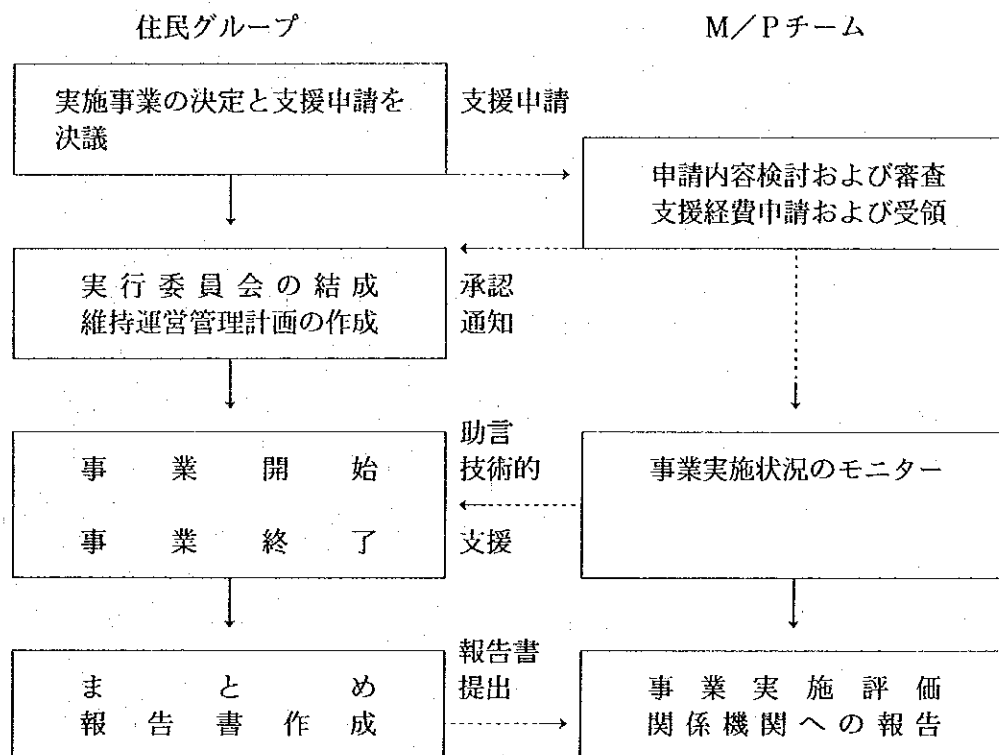 住民グループ
M／Pチーム
実施事業の決定と支援申請を
決議
支援申請
申請内容検討および審査
支援経費申請および受領
実行委員会の結成
維持運営管理計画の作成
承認
通知
事業開始
事業終了
助言
技術的
支援
事業実施状況のモニター
まとめ
報告書作成
報告書
提出
事業実施評価
関係機関への報告